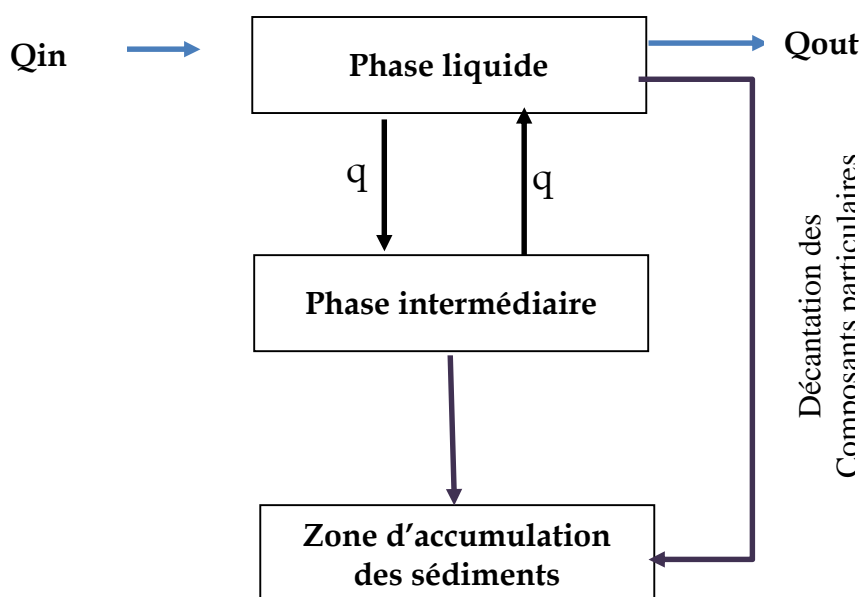 Qin
Phase liquide
Qout
q
q
Décantation des
Composants particulaires
Phase intermédiaire
Zone d’accumulation
des sédiments